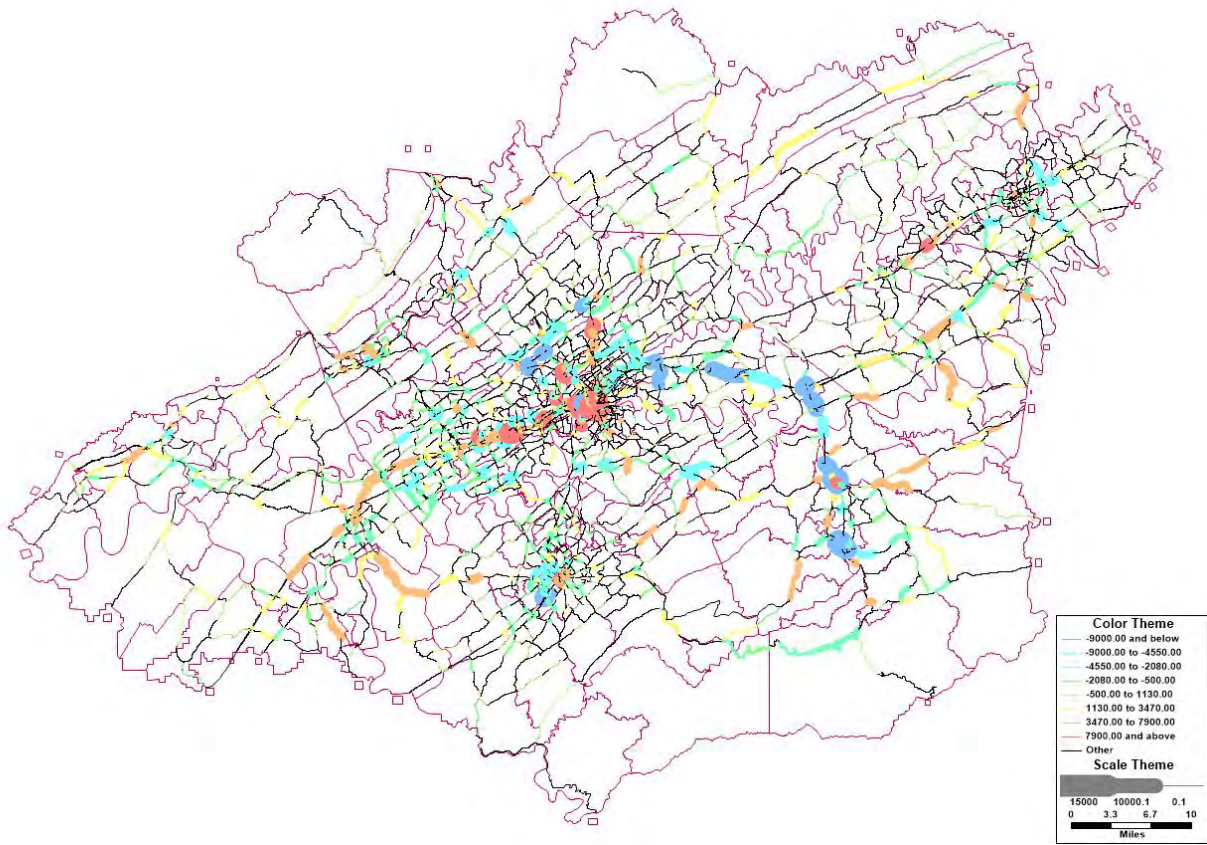 Color Theme
-9000.00 and below
-9000.00 to -4550.00
-4550.00 to -2080.00
-2080.00 to -500.00
-500.00 to 1130.00
1130.00 to 3470.00
3470.00 to 7900.00
7900.00 and above
Other
Scale Theme
15000 10000.1 0.1
0 3.3 6.7 10
Miles